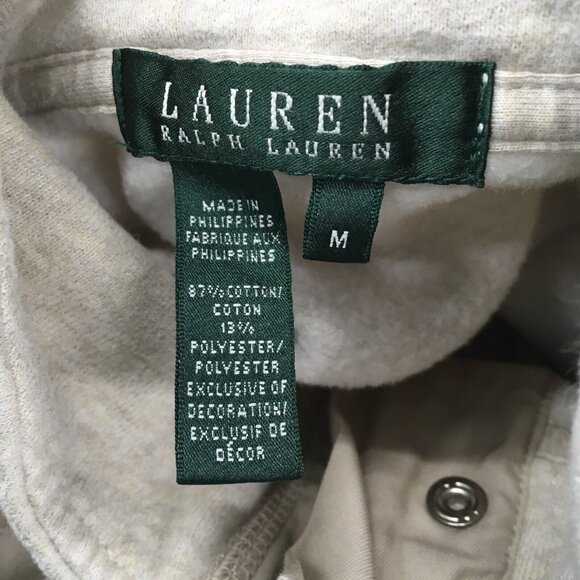 LAUREN
RALPH LAUREN
M
MADE IN
PHILIPPINES
FABRIQUE AUX
PHILIPPINES
87% COTTON/
COTON
13%
POLYESTER/
POLYESTER
EXCLUSIVE OF
DECORATION/
EXCLUSIF DE
DÉCOR